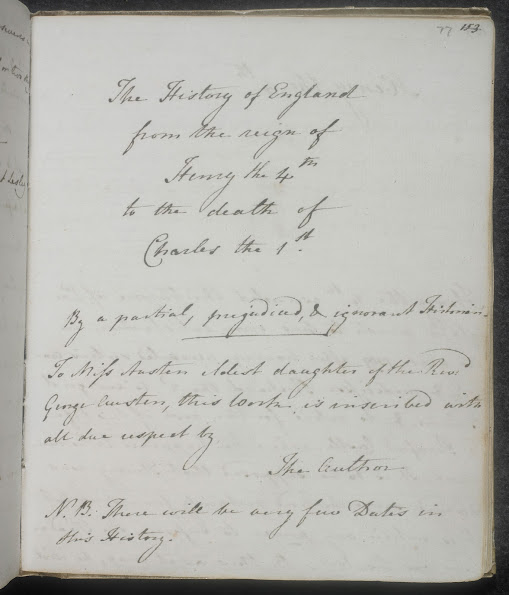 77 153.
The History of England
from the reign of
Henry the 4th
to the death of
Charles the 1st.
By a partial, prejudiced, & ignorant Historian.
To Miss Austen eldest daughter of the Revd
George Austen, this Work is inscribed with
all due respect by
The Author
N.B. There will be very few Dates in
this History.